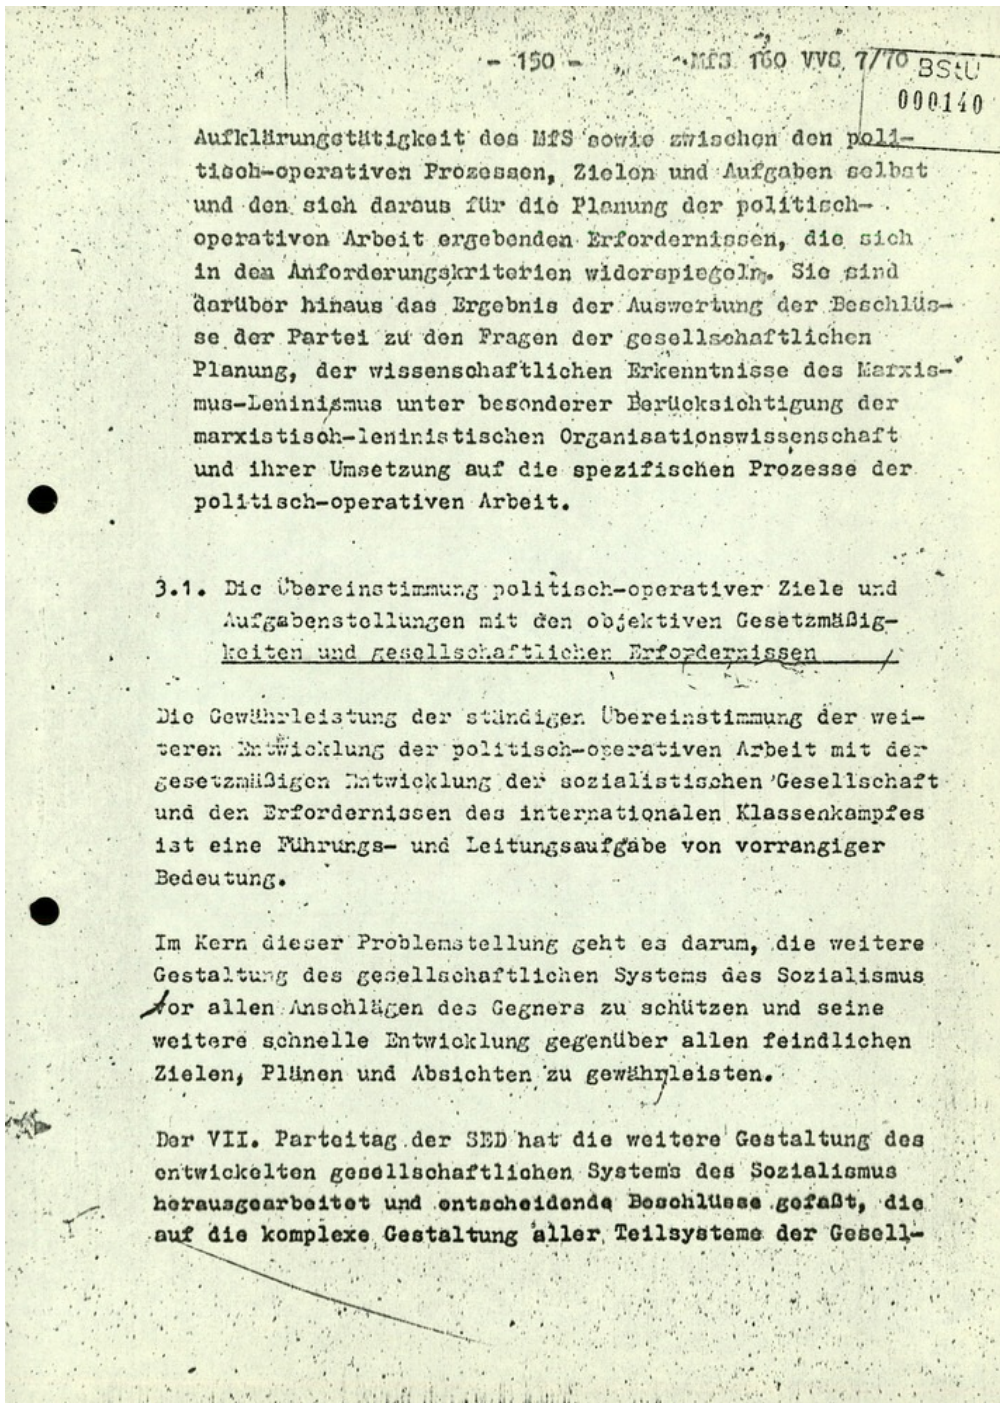 - 150 -
MfS 160 VVS 7/70
BStU
000140
Aufklärungstätigkeit des MfS sowie zwischen den poli-
tisch-operativen Prozessen, Zielen und Aufgaben selbst
und den sich daraus für die Planung der politisch-
operativen Arbeit ergebenden Erfordernissen, die sich
in den Anforderungskriterien widerspiegeln. Sie sind
darüber hinaus das Ergebnis der Auswertung der Beschlüs-
se der Partei zu den Fragen der gesellschaftlichen
Planung, der wissenschaftlichen Erkenntnisse des Marxis-
mus-Leninismus unter besonderer Berücksichtigung der
marxistisch-leninistischen Organisationswissenschaft
und ihrer Umsetzung auf die spezifischen Prozesse der
politisch-operativen Arbeit.
3.1. Die Übereinstimmung politisch-operativer Ziele und
Aufgabenstellungen mit den objektiven Gesetzmäßig-
keiten und gesellschaftlichen Erfordernissen
Die Gewährleistung der ständigen Übereinstimmung der wei-
teren Entwicklung der politisch-operativen Arbeit mit der
gesetzmäßigen Entwicklung der sozialistischen Gesellschaft
und den Erfordernissen des internationalen Klassenkampfes
ist eine Führungs- und Leitungsaufgabe von vorrangiger
Bedeutung.
Im Kern dieser Problemstellung geht es darum, die weitere
Gestaltung des gesellschaftlichen Systems des Sozialismus
vor allen Anschlägen des Gegners zu schützen und seine
weitere schnelle Entwicklung gegenüber allen feindlichen
Zielen, Plänen und Absichten zu gewährleisten.
Der VII. Parteitag der SED hat die weitere Gestaltung des
entwickelten gesellschaftlichen Systems des Sozialismus
herausgearbeitet und entscheidende Beschlüsse gefaßt, die
auf die komplexe Gestaltung aller Teilsysteme der Gesell-